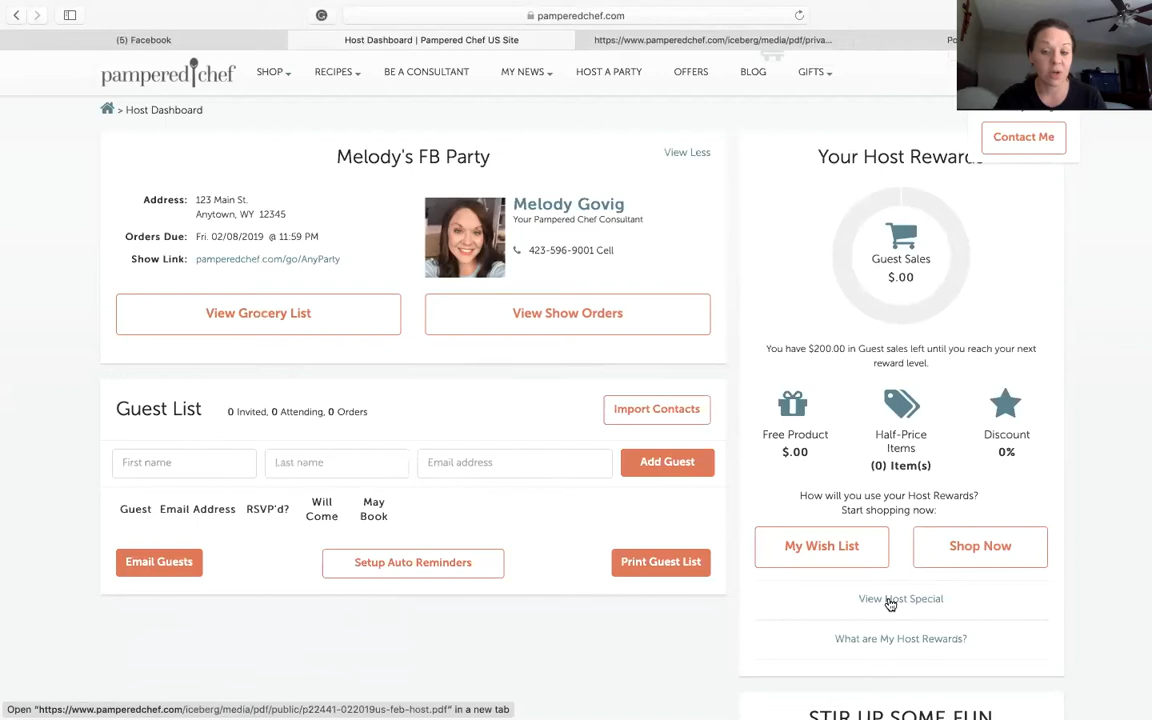 pamperedchef.com
(5) Facebook
Host Dashboard | Pampered Chef US Site
https://www.pamperedchef.com/iceberg/media/pdf/priva...
pampered chef
SHOP
RECIPES
BE A CONSULTANT
MY NEWS
HOST A PARTY
OFFERS
BLOG
GIFTS
Contact Me
> Host Dashboard
Melody's FB Party
View Less
Address: 123 Main St.
Anytown, WY 12345
Orders Due: Fri. 02/08/2019 @ 11:59 PM
Show Link: pamperedchef.com/go/AnyParty
Melody Govig
Your Pampered Chef Consultant
423-596-9001 Cell
View Grocery List
View Show Orders
Guest List
0 Invited, 0 Attending, 0 Orders
Import Contacts
First name
Last name
Email address
Add Guest
Guest
Email Address
RSVP'd?
Will
Come
May
Book
Email Guests
Setup Auto Reminders
Print Guest List
Your Host Rewards
Guest Sales
$.00
You have $200.00 in Guest sales left until you reach your next
reward level.
Free Product
$.00
Half-Price
Items
(0) Item(s)
Discount
0%
How will you use your Host Rewards?
Start shopping now:
My Wish List
Shop Now
View Host Special
What are My Host Rewards?
STIR UP SOME FUN
Open "https://www.pamperedchef.com/iceberg/media/pdf/public/p22441-022019us-feb-host.pdf" in a new tab